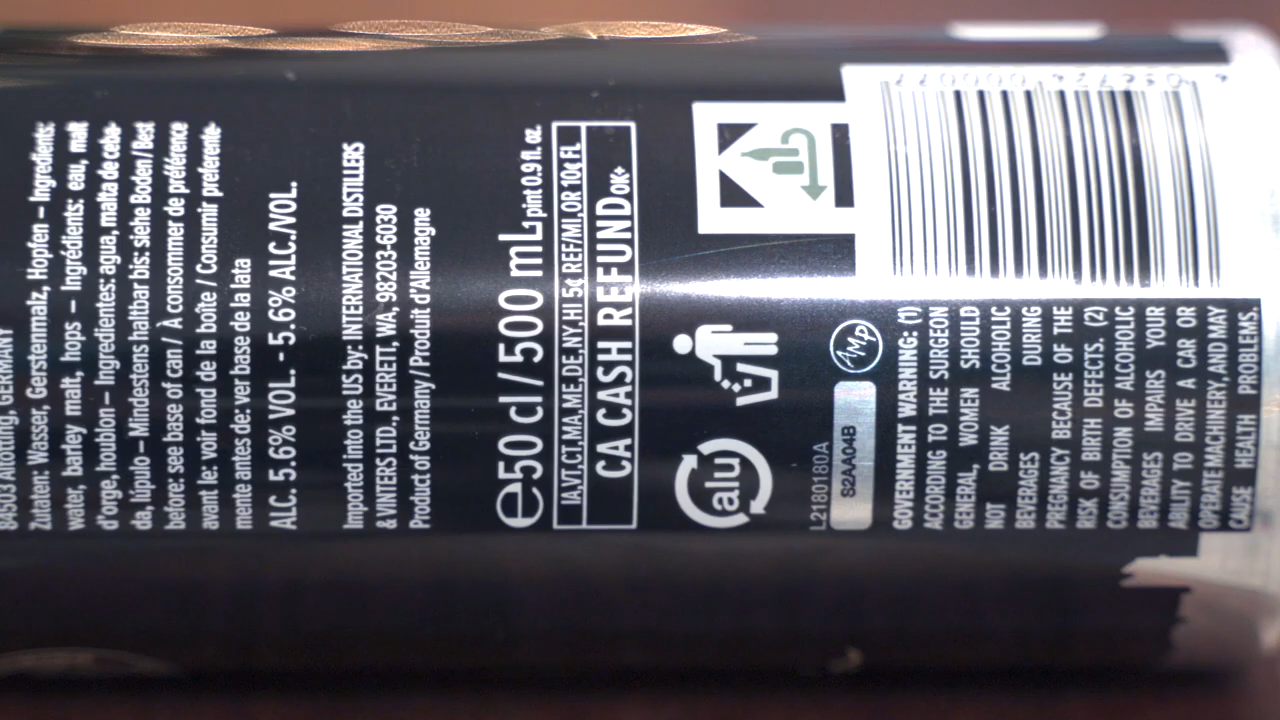 84503 Altötting, GERMANY
Zutaten: Wasser, Gerstenmalz, Hopfen – Ingredients:
water, barley malt, hops – Ingrédients: eau, malt
d'orge, houblon – Ingredientes: agua, malta de ceba-
da, lúpulo – Mindestens haltbar bis: siehe Boden / Best
before: see base of can / À consommer de préférence
avant le: voir fond de la boîte / Consumir preferente-
mente antes de: ver base de la lata
ALC. 5.6% VOL. - 5.6% ALC./VOL.
Imported into the US by: INTERNATIONAL DISTILLERS
& VINTERS LTD., EVERETT, WA, 98203-6030
Product of Germany / Produit d'Allemagne
e50 cl / 500 mL 1 pint 0.9 fl. oz.
IA,VT,CT,MA,ME,DE,NY,HI 5¢ REF/MI,OR 10¢ FL
CA CASH REFUND OK+
alu
L2180180A
S2AA04B
AMP
GOVERNMENT WARNING: (1)
ACCORDING TO THE SURGEON
GENERAL, WOMEN SHOULD
NOT DRINK ALCOHOLIC
BEVERAGES DURING
PREGNANCY BECAUSE OF THE
RISK OF BIRTH DEFECTS. (2)
CONSUMPTION OF ALCOHOLIC
BEVERAGES IMPAIRS YOUR
ABILITY TO DRIVE A CAR OR
OPERATE MACHINERY, AND MAY
CAUSE HEALTH PROBLEMS.